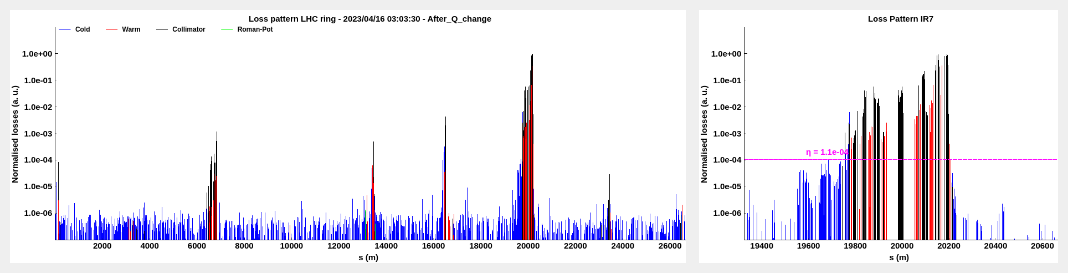 Loss pattern LHC ring - 2023/04/16 03:03:30 - After_Q_change
Cold Warm Collimator Roman-Pot
Normalised losses (a. u.)
1.0e+00
1.0e-01
1.0e-02
1.0e-03
1.0e-04
1.0e-05
1.0e-06
2000 4000 6000 8000 10000 12000 14000 16000 18000 20000 22000 24000 26000
s (m)
Loss Pattern IR7
Normalised losses (a. u.)
1.0e+00
1.0e-01
1.0e-02
1.0e-03
1.0e-04
1.0e-05
1.0e-06
η = 1.1e-04
19400 19600 19800 20000 20200 20400 20600
s (m)